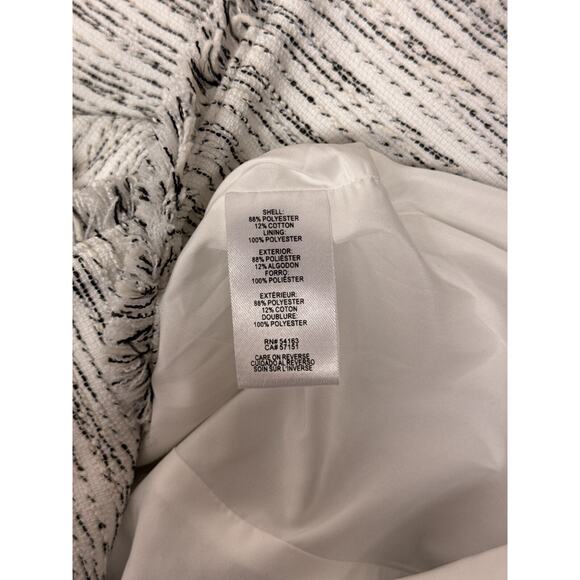 SHELL:
88% POLYESTER
12% COTTON
LINING:
100% POLYESTER
EXTERIOR:
88% POLIÉSTER
12% ALGODON
FORRO:
100% POLIÉSTER
EXTÉRIEUR:
88% POLYESTER
12% COTON
DOUBLURE:
100% POLYESTER
RN# 54163
CA# 57151
CARE ON REVERSE
CUIDADO AL REVERSO
SOIN SUR L'INVERSE